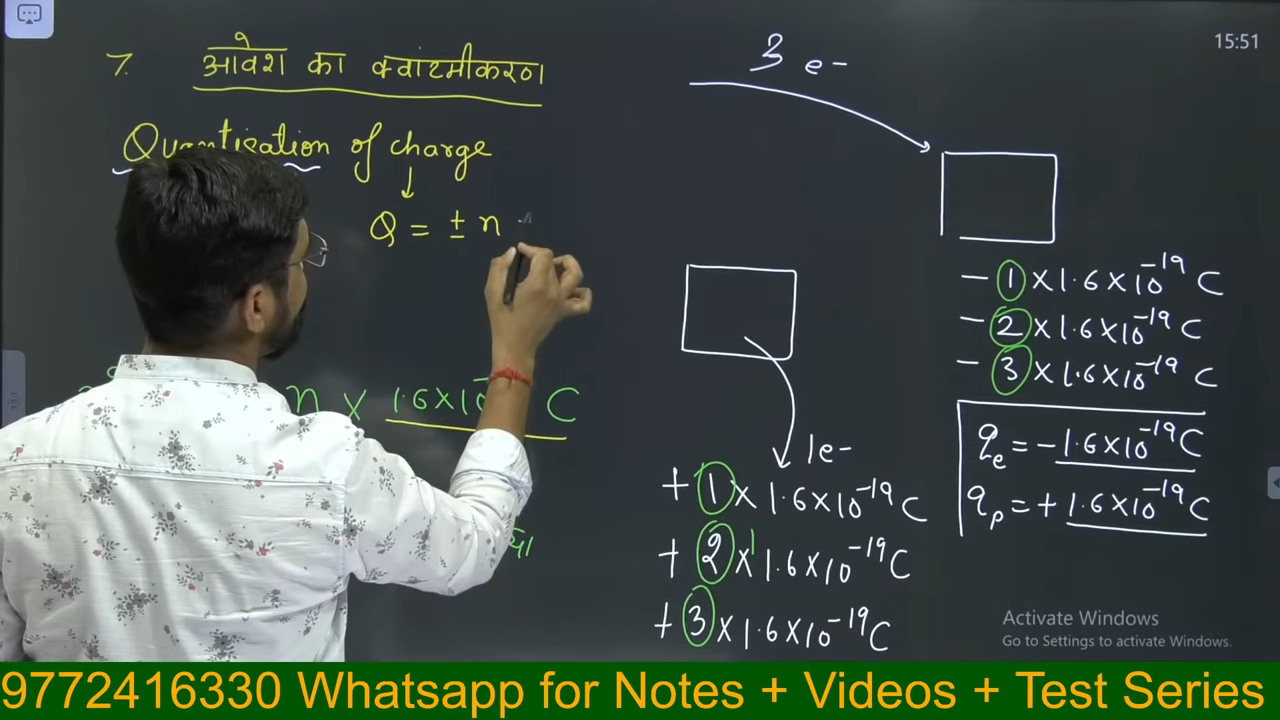 7. आवेश का क्वांटमीकरण
Quantisation of charge
↓
Q = ± n
n × 1.6×10 C
3 e-
15:51
- 1 × 1.6×10⁻¹⁹ C
- 2 × 1.6×10⁻¹⁹ C
- 3 × 1.6×10⁻¹⁹ C
qₑ = -1.6×10⁻¹⁹ C
qₚ = + 1.6×10⁻¹⁹ C
1e-
+ 1 × 1.6×10⁻¹⁹ C
+ 2 × 1.6×10⁻¹⁹ C
+ 3 × 1.6×10⁻¹⁹ C
Activate Windows
Go to Settings to activate Windows.
9772416330 Whatsapp for Notes + Videos + Test Series